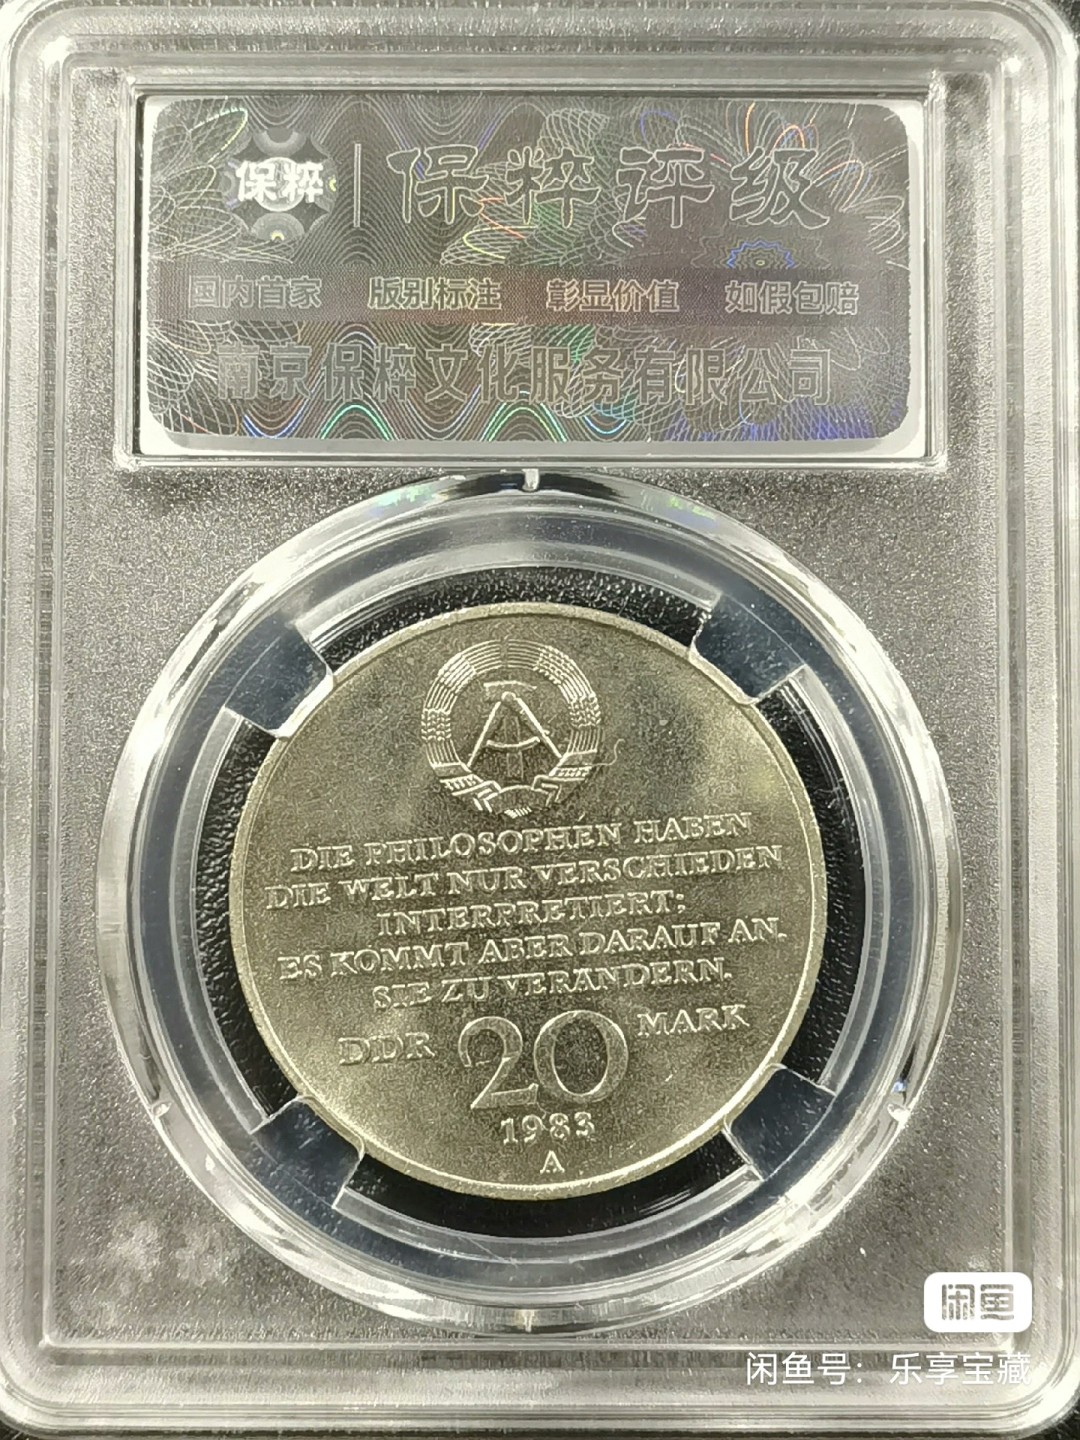 保粹 保粹评级
国内首家 版别标注 彰显价值 如假包赔
南京保粹文化服务有限公司
DIE PHILOSOPHEN HABEN
DIE WELT NUR VERSCHIEDEN
INTERPRETIERT;
ES KOMMT ABER DARAUF AN,
SIE ZU VERÄNDERN.
DDR 20 MARK
1983
A
闲鱼
闲鱼号：乐享宝藏